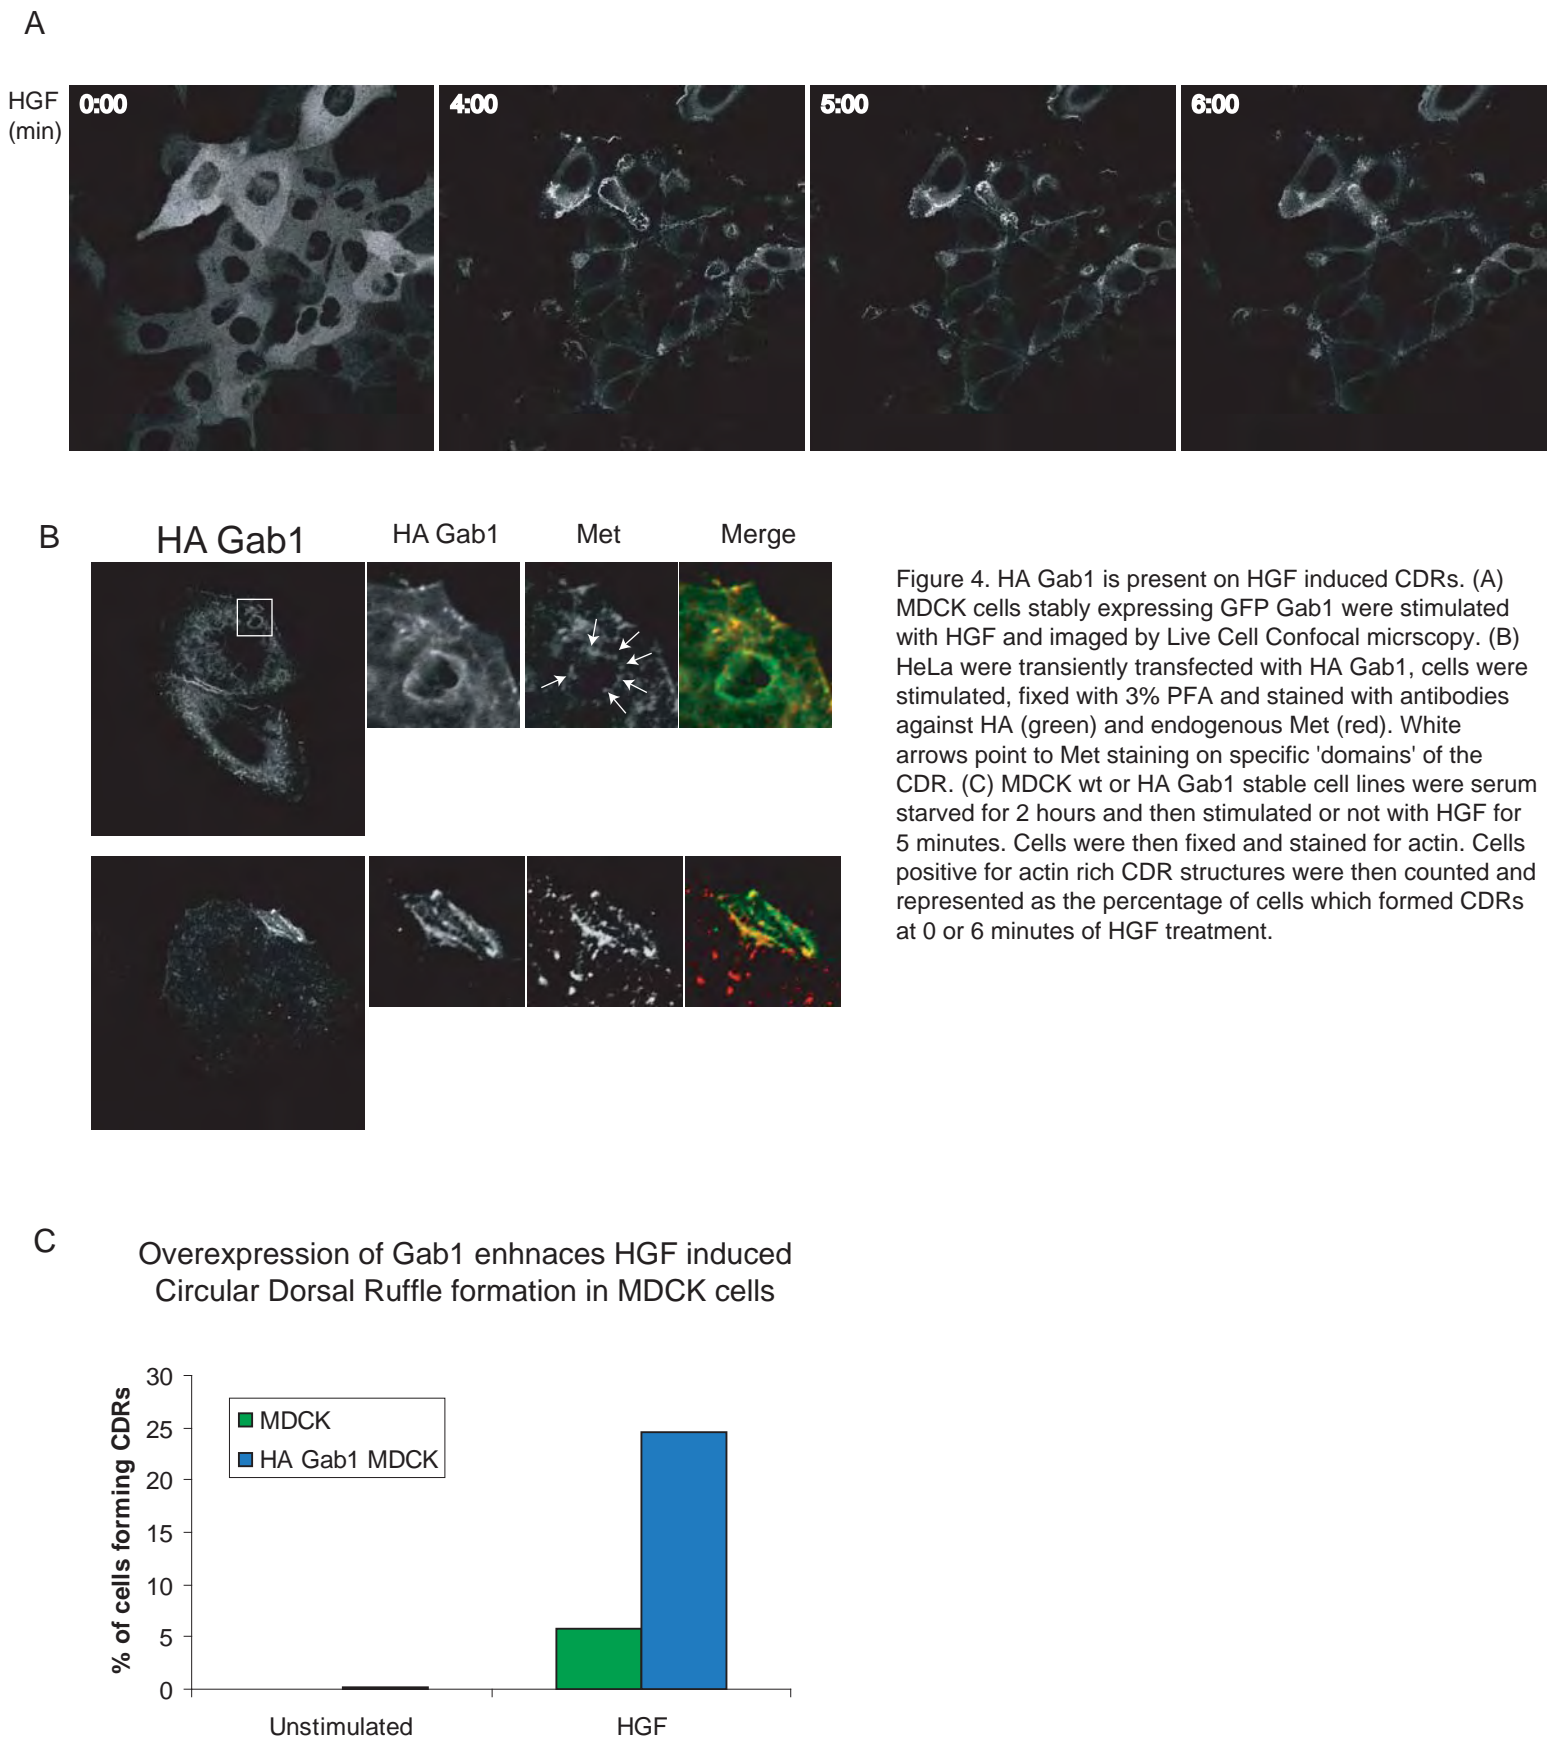 A
HGF
(min)
0:00
4:00
5:00
6:00
B
HA Gab1
HA Gab1
Met
Merge
Figure 4. HA Gab1 is present on HGF induced CDRs. (A)
MDCK cells stably expressing GFP Gab1 were stimulated
with HGF and imaged by Live Cell Confocal micrscopy. (B)
HeLa were transiently transfected with HA Gab1, cells were
stimulated, fixed with 3% PFA and stained with antibodies
against HA (green) and endogenous Met (red). White
arrows point to Met staining on specific 'domains' of the
CDR. (C) MDCK wt or HA Gab1 stable cell lines were serum
starved for 2 hours and then stimulated or not with HGF for
5 minutes. Cells were then fixed and stained for actin. Cells
positive for actin rich CDR structures were then counted and
represented as the percentage of cells which formed CDRs
at 0 or 6 minutes of HGF treatment.
C
Overexpression of Gab1 enhnaces HGF induced
Circular Dorsal Ruffle formation in MDCK cells
% of cells forming CDRs
30
25
20
15
10
5
0
MDCK
HA Gab1 MDCK
Unstimulated
HGF